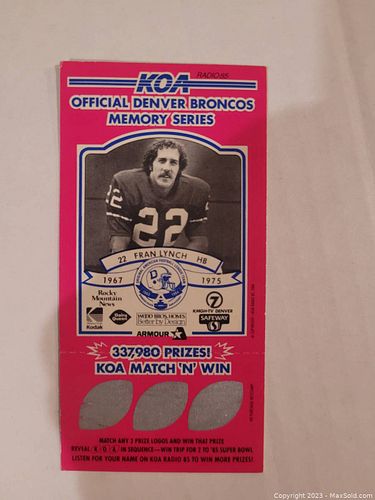 KOA RADIO 85
OFFICIAL DENVER BRONCOS
MEMORY SERIES
22 22
22 FRAN LYNCH HB
1967 1975
Rocky Mountain News
Dairy Queen
WOOD BROS. HOMES
Better by Design
7
KMGH-TV DENVER
Kodak
SAFEWAY
ARMOUR
337,980 PRIZES!
KOA MATCH 'N' WIN
MATCH ANY 3 PRIZE LOGOS AND WIN THAT PRIZE
REVEAL K O A IN SEQUENCE—WIN TRIP FOR 2 TO '85 SUPER BOWL
LISTEN FOR YOUR NAME ON KOA RADIO 85 TO WIN MORE PRIZES!
Copyright 2023 - MaxSold.com